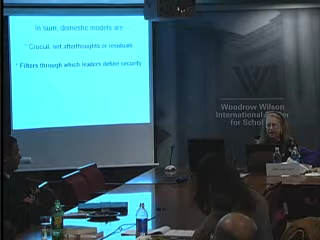 In sum, domestic models are
* Crucial, not afterthoughts or residuals
* Filters through which leaders define security
Woodrow Wilson
International Center
for Scholars